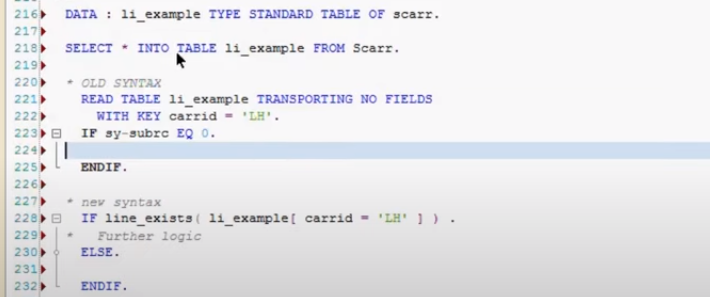 216 DATA : li_example TYPE STANDARD TABLE OF scarr.
217
218 SELECT * INTO TABLE li_example FROM Scarr.
219
220 * OLD SYNTAX
221 READ TABLE li_example TRANSPORTING NO FIELDS
222 WITH KEY carrid = 'LH'.
223 IF sy-subrc EQ 0.
224
225 ENDIF.
226
227 * new syntax
228 IF line_exists( li_example[ carrid = 'LH' ] ) .
229 * Further logic
230 ELSE.
231
232 ENDIF.